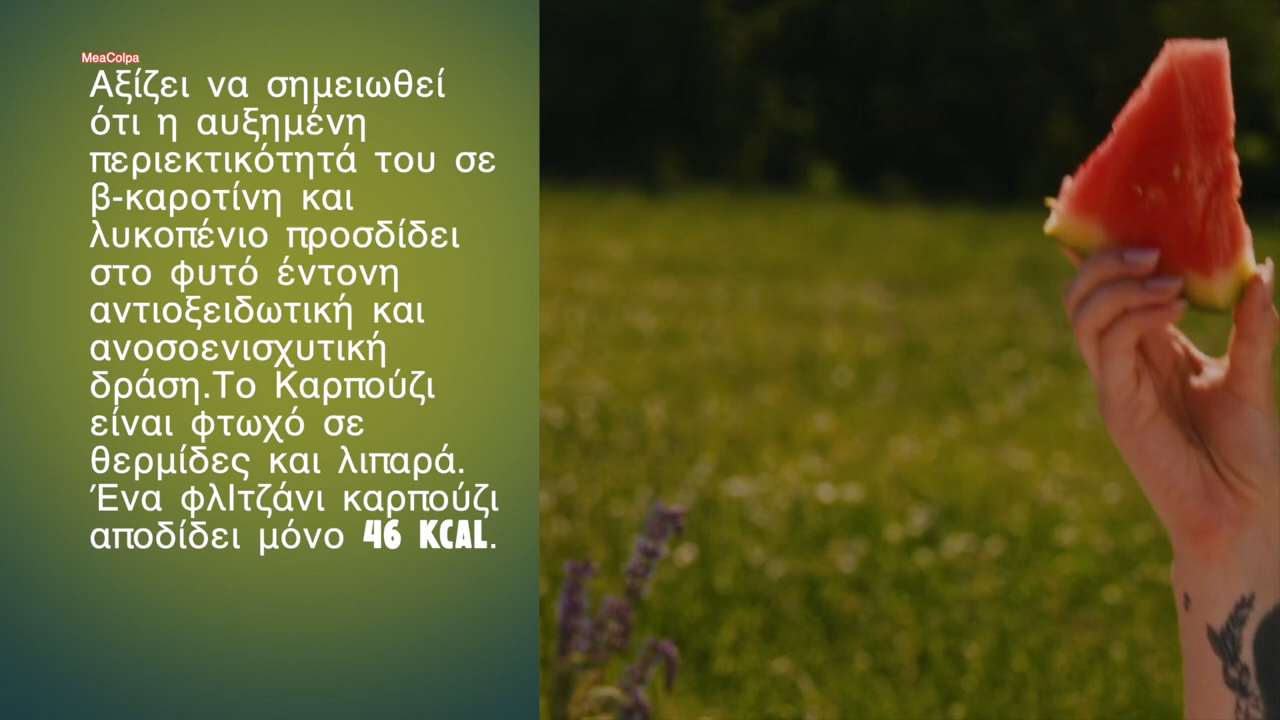 MeaColpa
Αξίζει να σημειωθεί
ότι η αυξημένη
περιεκτικότητά του σε
β-καροτίνη και
λυκοπένιο προσδίδει
στο φυτό έντονη
αντιοξειδωτική και
ανοσοενισχυτική
δράση.Το Καρπούζι
είναι φτωχό σε
θερμίδες και λιπαρά.
Ένα φλΙτζάνι καρπούζι
αποδίδει μόνο 46 KCAL.